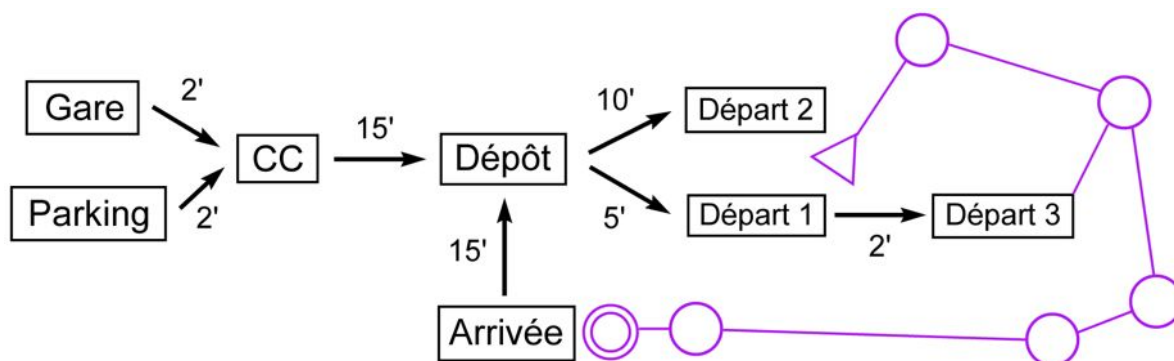 Gare
2'
Parking
2'
CC
15'
Dépôt
10'
Départ 2
5'
Départ 1
2'
Départ 3
15'
Arrivée